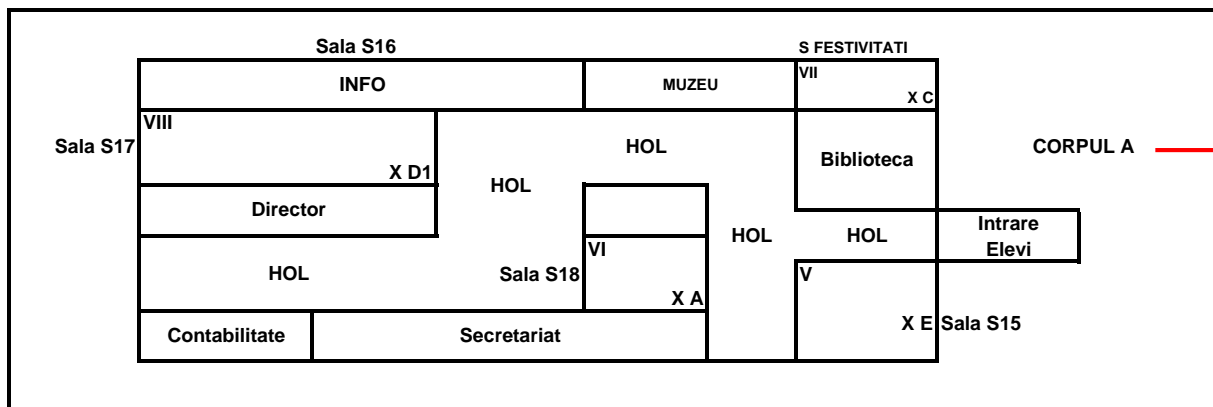 Sala S16
S FESTIVITATI
INFO
MUZEU
VII
X C
VIII
Sala S17
HOL
Biblioteca
CORPUL A
X D1
HOL
Director
HOL
HOL
Intrare
Elevi
HOL
Sala S18
VI
V
X A
X E
Sala S15
Contabilitate
Secretariat